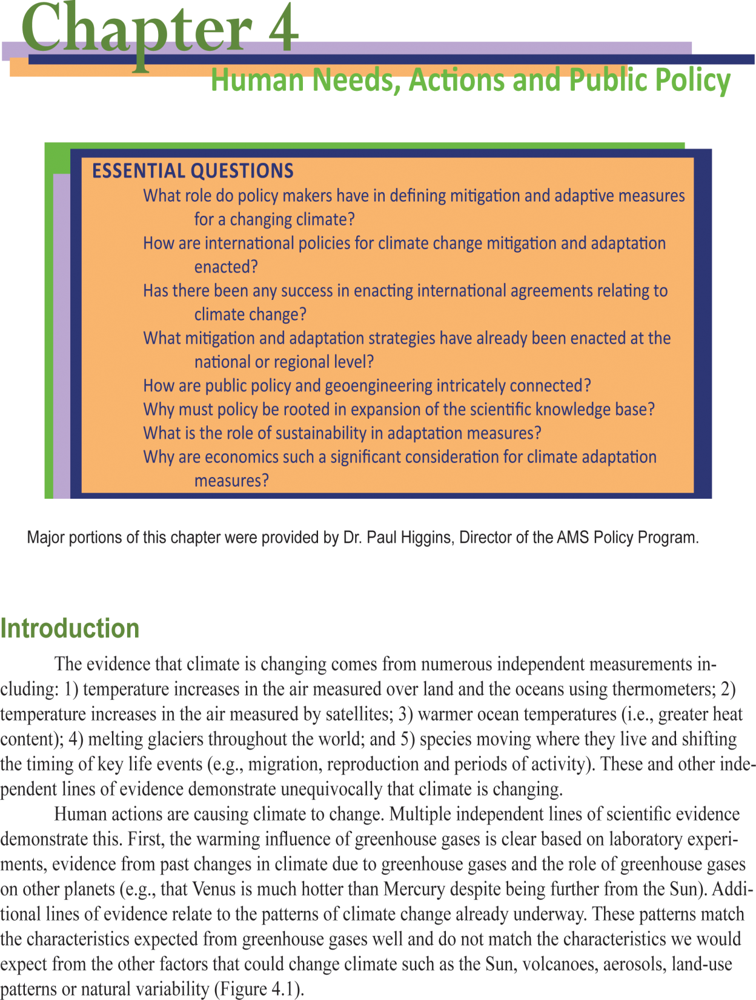 Chapter 4
Human Needs, Actions and Public Policy
ESSENTIAL QUESTIONS
What role do policy makers have in defining mitigation and adaptive measures
for a changing climate?
How are international policies for climate change mitigation and adaptation
enacted?
Has there been any success in enacting international agreements relating to
climate change?
What mitigation and adaptation strategies have already been enacted at the
national or regional level?
How are public policy and geoengineering intricately connected?
Why must policy be rooted in expansion of the scientific knowledge base?
What is the role of sustainability in adaptation measures?
Why are economics such a significant consideration for climate adaptation
measures?
Major portions of this chapter were provided by Dr. Paul Higgins, Director of the AMS Policy Program.
Introduction
The evidence that climate is changing comes from numerous independent measurements in-
cluding: 1) temperature increases in the air measured over land and the oceans using thermometers; 2)
temperature increases in the air measured by satellites; 3) warmer ocean temperatures (i.e., greater heat
content); 4) melting glaciers throughout the world; and 5) species moving where they live and shifting
the timing of key life events (e.g., migration, reproduction and periods of activity). These and other inde-
pendent lines of evidence demonstrate unequivocally that climate is changing.
Human actions are causing climate to change. Multiple independent lines of scientific evidence
demonstrate this. First, the warming influence of greenhouse gases is clear based on laboratory experi-
ments, evidence from past changes in climate due to greenhouse gases and the role of greenhouse gases
on other planets (e.g., that Venus is much hotter than Mercury despite being further from the Sun). Addi-
tional lines of evidence relate to the patterns of climate change already underway. These patterns match
the characteristics expected from greenhouse gases well and do not match the characteristics we would
expect from the other factors that could change climate such as the Sun, volcanoes, aerosols, land-use
patterns or natural variability (Figure 4.1).